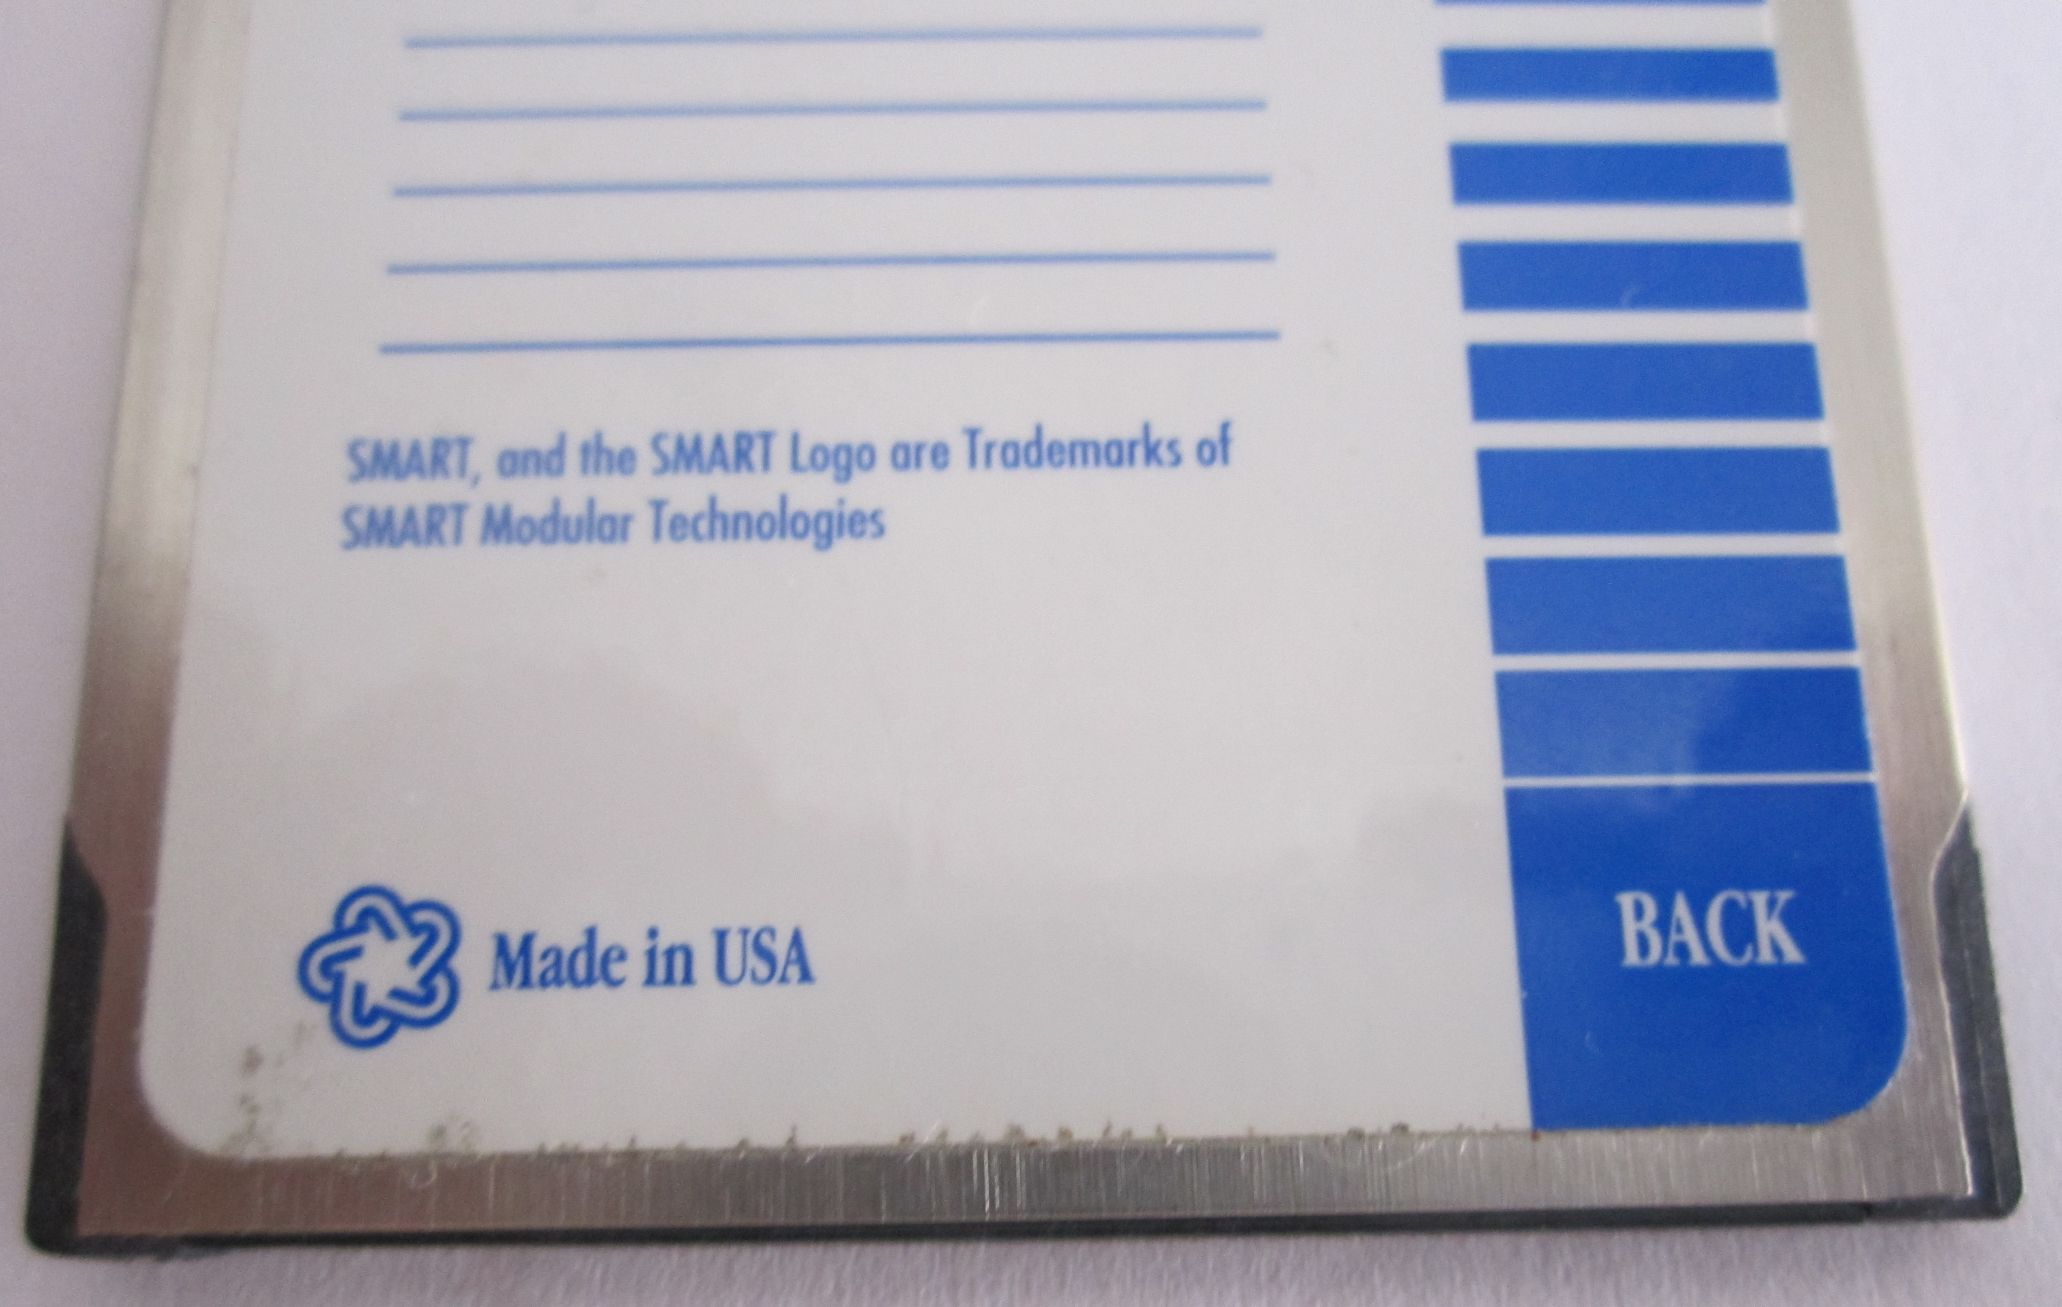 SMART, and the SMART Logo are Trademarks of
SMART Modular Technologies
Made in USA
BACK